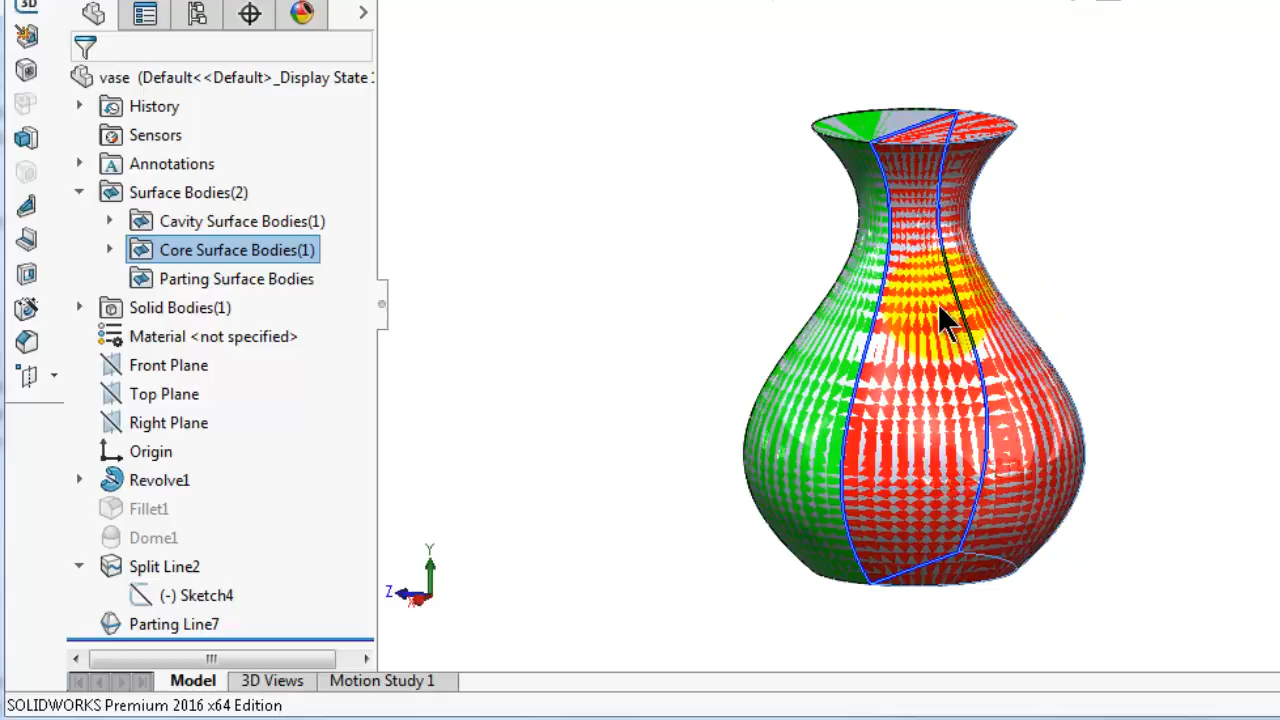 3D
vase (Default<<Default>_Display State 1
History
Sensors
A Annotations
Surface Bodies(2)
Cavity Surface Bodies(1)
Core Surface Bodies(1)
Parting Surface Bodies
Solid Bodies(1)
Material <not specified>
Front Plane
Top Plane
Right Plane
Origin
Revolve1
Fillet1
Dome1
Split Line2
(-) Sketch4
Parting Line7
Y
Z
X
Model 3D Views Motion Study 1
SOLIDWORKS Premium 2016 x64 Edition